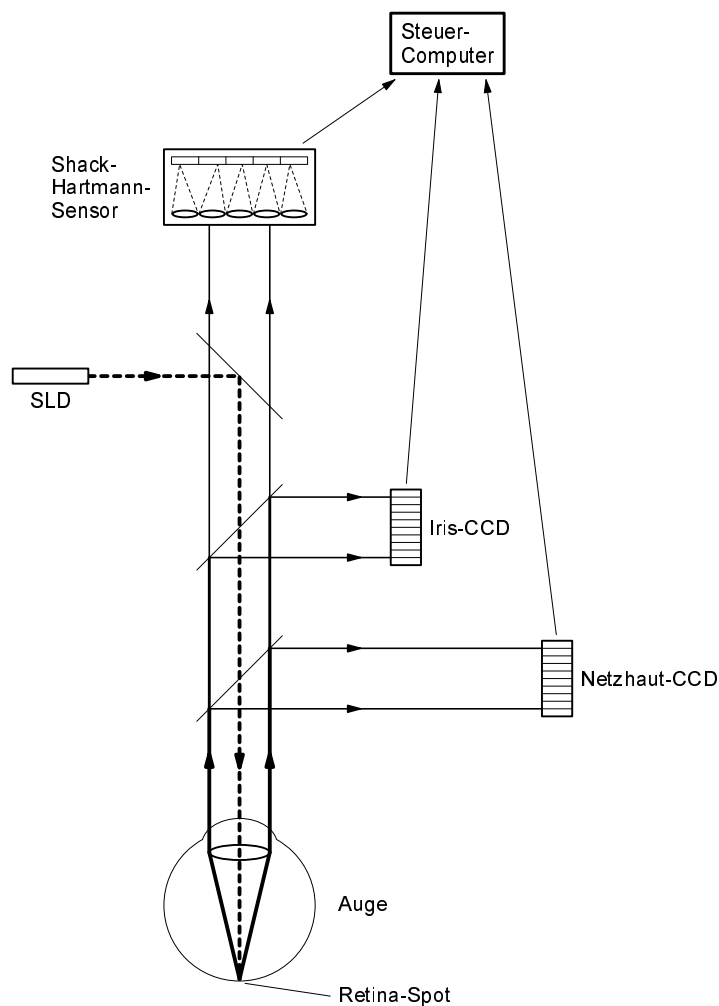 Steuer-
Computer
Shack-
Hartmann-
Sensor
SLD
Iris-CCD
Netzhaut-CCD
Auge
Retina-Spot